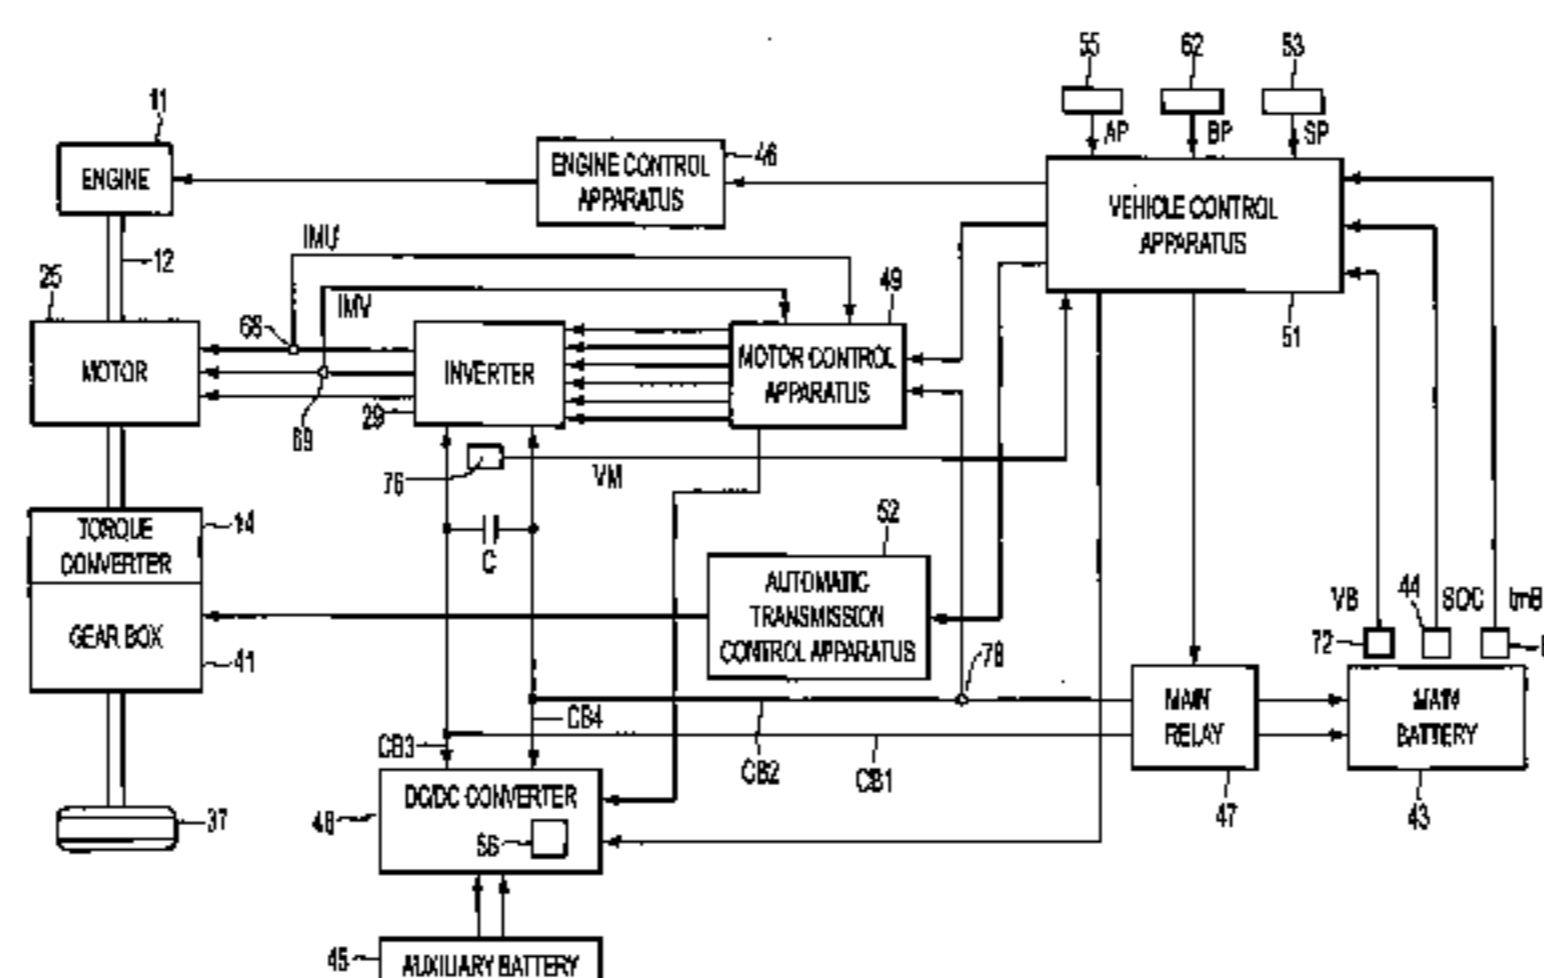 55
62
53
11
AP
BP
SP
ENGINE
ENGINE CONTROL
APPARATUS
46
VEHICLE CONTROL
APPARATUS
12
IMU
25
IMV
49
51
68
MOTOR
INVERTER
MOTOR CONTROL
APPARATUS
29
69
76
VM
TORQUE
CONVERTER
14
C
52
AUTOMATIC
TRANSMISSION
CONTROL APPARATUS
VB
44
SOC
tmB
72
GEAR BOX
41
78
MAIN
RELAY
MAIN
BATTERY
CB4
CB3
CB2
CB1
DC/DC CONVERTER
47
43
37
48
56
45
AUXILIARY BATTERY